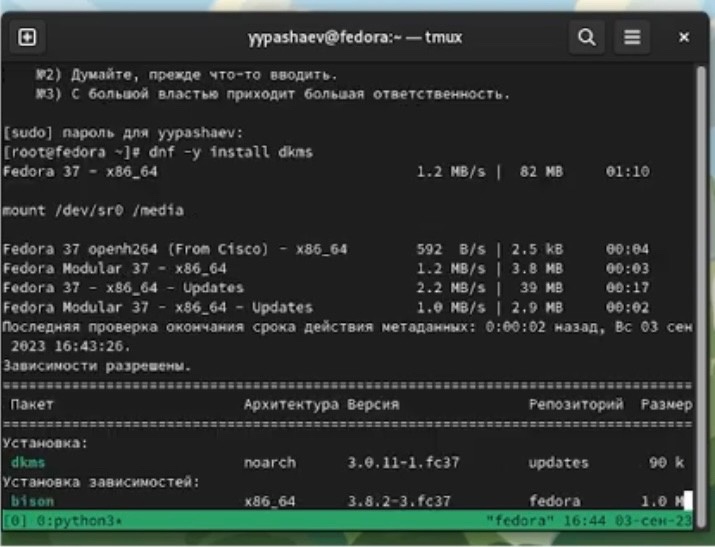 yypashaev@fedora:~ — tmux
№2) Думайте, прежде что-то вводить.
№3) С большой властью приходит большая ответственность.
[sudo] пароль для yypashaev:
[root@fedora ~]# dnf -y install dkms
Fedora 37 - x86_64 1.2 MB/s | 82 MB 01:10
mount /dev/sr0 /media
Fedora 37 openh264 (From Cisco) - x86_64 592 B/s | 2.5 kB 00:04
Fedora Modular 37 - x86_64 1.2 MB/s | 3.8 MB 00:03
Fedora 37 - x86_64 - Updates 2.2 MB/s | 39 MB 00:17
Fedora Modular 37 - x86_64 - Updates 1.0 MB/s | 2.9 MB 00:02
Последняя проверка окончания срока действия метаданных: 0:00:02 назад, Вс 03 сен
2023 16:43:26.
Зависимости разрешены.
================================================================================
Пакет Архитектура Версия Репозиторий Размер
================================================================================
Установка:
dkms noarch 3.0.11-1.fc37 updates 90 k
Установка зависимостей:
bison x86_64 3.8.2-3.fc37 fedora 1.0 M
[0] 0:python3* "fedora" 16:44 03-сен-23